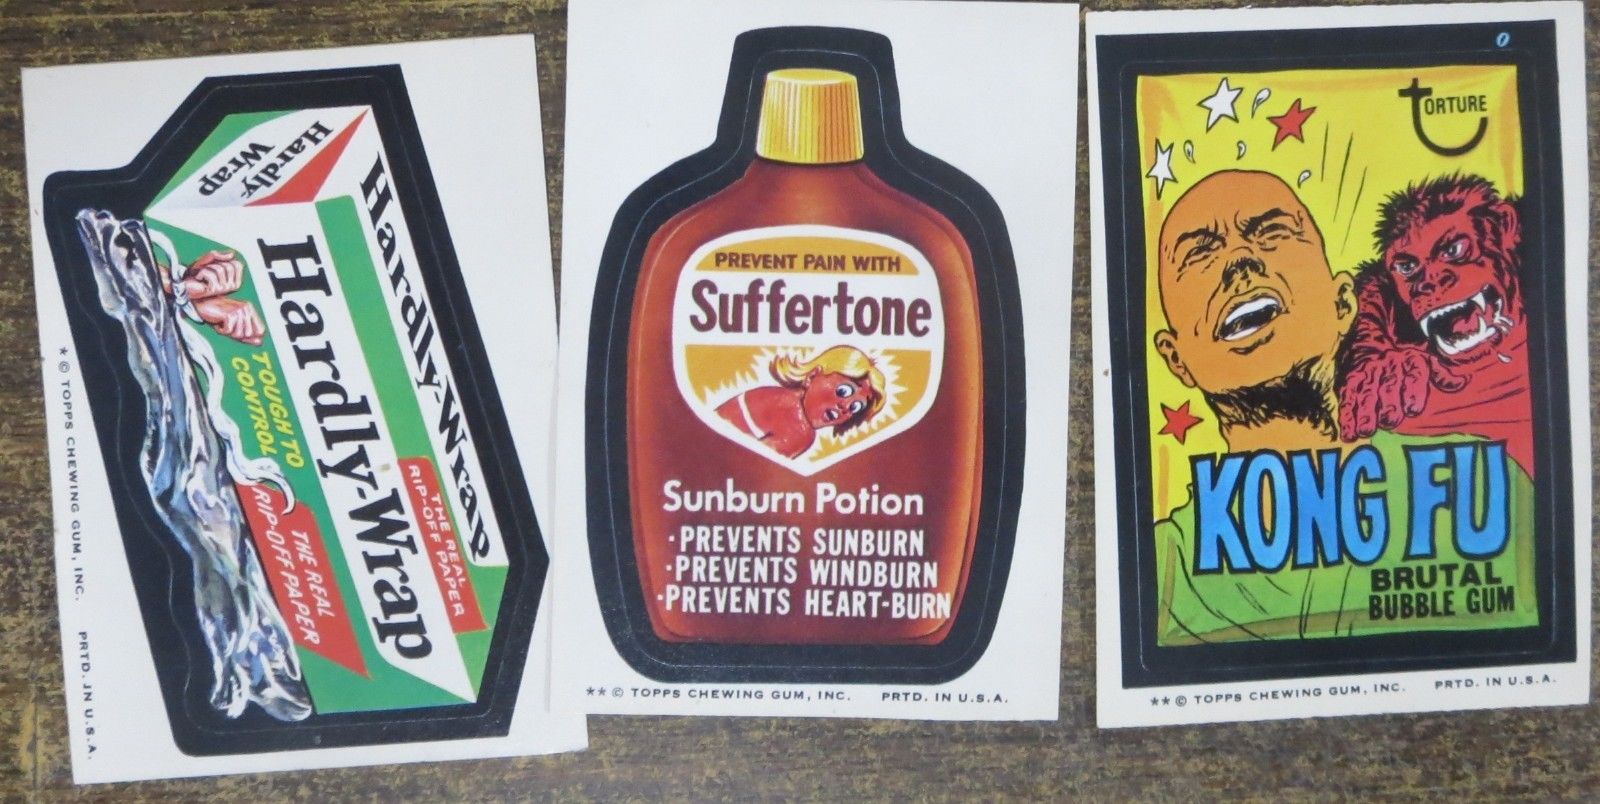 Hardly-
Wrap
Hardly-Wrap
THE REAL
RIP-OFF PAPER
Hardly-Wrap
TOUGH TO
CONTROL
THE REAL
RIP-OFF PAPER
* © TOPPS CHEWING GUM, INC. PRTD. IN U.S.A.
PREVENT PAIN WITH
Suffertone
Sunburn Potion
·PREVENTS SUNBURN
·PREVENTS WINDBURN
·PREVENTS HEART-BURN
** © TOPPS CHEWING GUM, INC. PRTD. IN U.S.A.
TORTURE
KONG FU
BRUTAL
BUBBLE GUM
** © TOPPS CHEWING GUM, INC. PRTD. IN U.S.A.